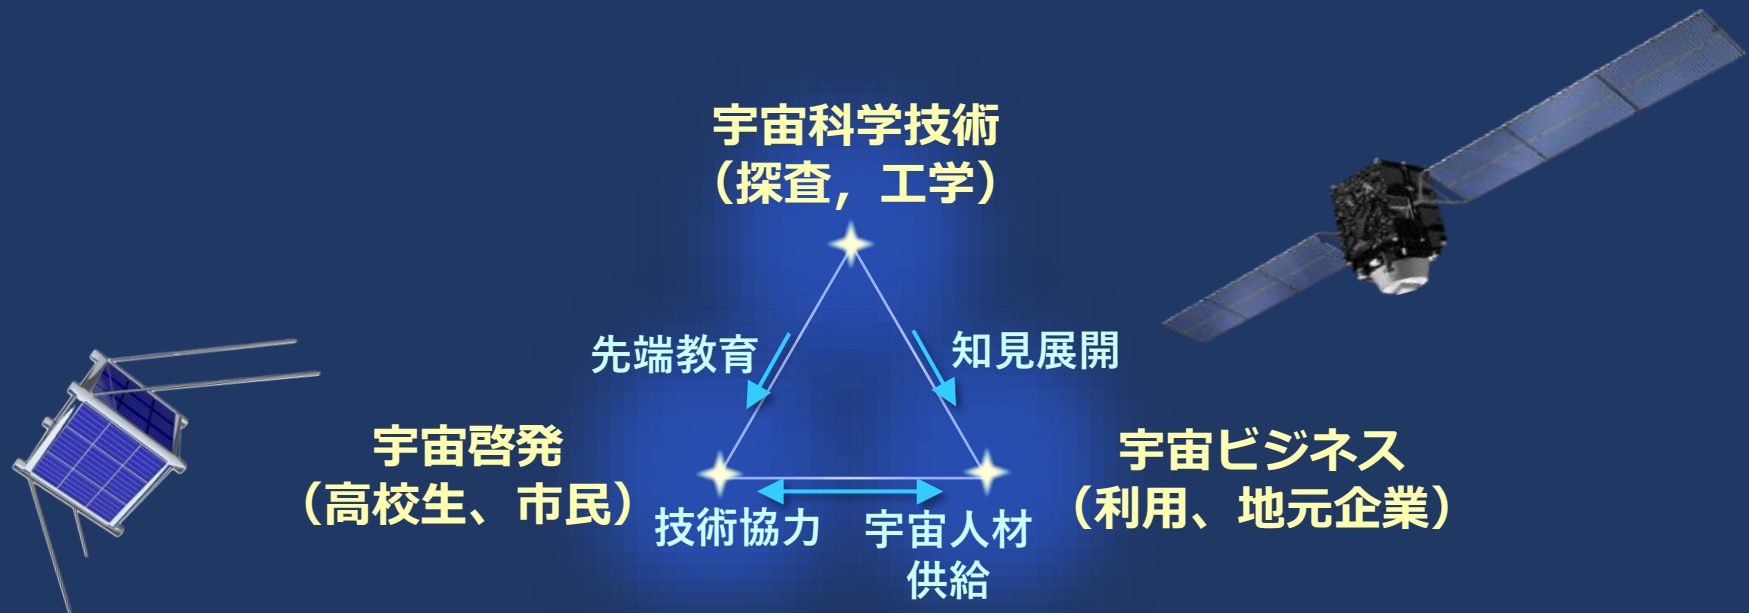 宇宙科学技術
（探査，工学）
先端教育
知見展開
宇宙啓発
（高校生、市民）
宇宙ビジネス
（利用、地元企業）
技術協力
宇宙人材
供給